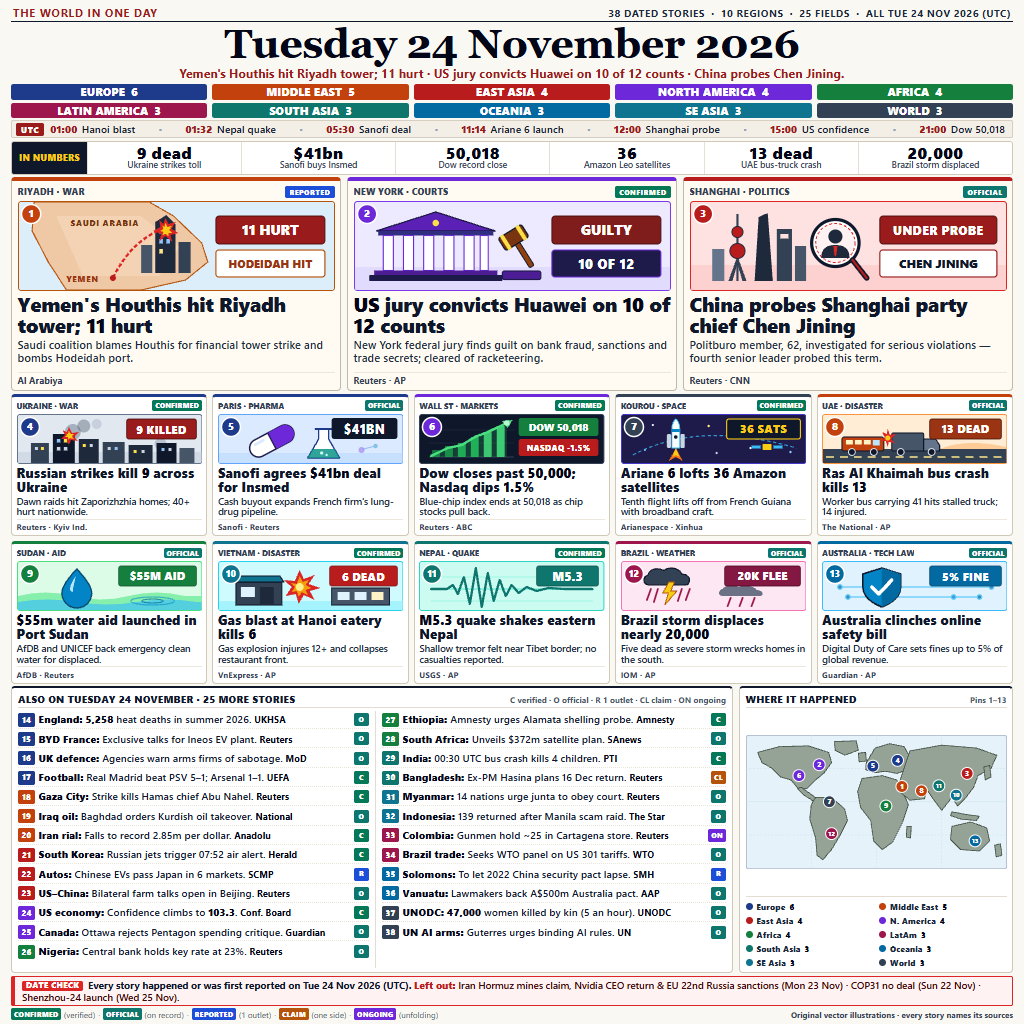 THE WORLD IN ONE DAY
38 DATED STORIES · 10 REGIONS · 25 FIELDS · ALL TUE 24 NOV 2026 (UTC)
Tuesday 24 November 2026
Yemen's Houthis hit Riyadh tower; 11 hurt · US jury convicts Huawei on 10 of 12 counts · China probes Chen Jining.
EUROPE 6
MIDDLE EAST 5
EAST ASIA 4
NORTH AMERICA 4
AFRICA 4
LATIN AMERICA 3
SOUTH ASIA 3
OCEANIA 3
SE ASIA 3
WORLD 3
UTC 01:00 Hanoi blast · 01:32 Nepal quake · 05:30 Sanofi deal · 11:14 Ariane 6 launch · 12:00 Shanghai probe · 15:00 US confidence · 21:00 Dow 50,018
IN NUMBERS
9 dead
Ukraine strikes toll
$41bn
Sanofi buys Insmed
50,018
Dow record close
36
Amazon Leo satellites
13 dead
UAE bus-truck crash
20,000
Brazil storm displaced
RIYADH · WAR
REPORTED
1
SAUDI ARABIA
YEMEN
11 HURT
HODEIDAH HIT
Yemen's Houthis hit Riyadh
tower; 11 hurt
Saudi coalition blames Houthis for financial tower strike and
bombs Hodeidah port.
Al Arabiya
NEW YORK · COURTS
CONFIRMED
2
GUILTY
10 OF 12
US jury convicts Huawei on 10 of
12 counts
New York federal jury finds guilt on bank fraud, sanctions and
trade secrets; cleared of racketeering.
Reuters · AP
SHANGHAI · POLITICS
OFFICIAL
3
UNDER PROBE
CHEN JINING
China probes Shanghai party
chief Chen Jining
Politburo member, 62, investigated for serious violations —
fourth senior leader probed this term.
Reuters · CNN
UKRAINE · WAR
CONFIRMED
4
9 KILLED
Russian strikes kill 9 across
Ukraine
Dawn raids hit Zaporizhzhia homes; 40+
hurt nationwide.
Reuters · Kyiv Ind.
PARIS · PHARMA
OFFICIAL
5
$41BN
Sanofi agrees $41bn deal
for Insmed
Cash buyout expands French firm's lung-
drug pipeline.
Sanofi · Reuters
WALL ST · MARKETS
CONFIRMED
6
DOW 50,018
NASDAQ -1.5%
Dow closes past 50,000;
Nasdaq dips 1.5%
Blue-chip index ends at 50,018 as chip
stocks pull back.
Reuters · ABC
KOUROU · SPACE
CONFIRMED
7
36 SATS
Ariane 6 lofts 36 Amazon
satellites
Tenth flight lifts off from French Guiana
with broadband craft.
Arianespace · Xinhua
UAE · DISASTER
OFFICIAL
8
13 DEAD
Ras Al Khaimah bus crash
kills 13
Worker bus carrying 41 hits stalled truck;
14 injured.
The National · AP
SUDAN · AID
OFFICIAL
9
$55M AID
$55m water aid launched in
Port Sudan
AfDB and UNICEF back emergency clean
water for displaced.
AfDB · Reuters
VIETNAM · DISASTER
CONFIRMED
10
6 DEAD
Gas blast at Hanoi eatery
kills 6
Gas explosion injures 12+ and collapses
restaurant front.
VnExpress · AP
NEPAL · QUAKE
CONFIRMED
11
M5.3
M5.3 quake shakes eastern
Nepal
Shallow tremor felt near Tibet border; no
casualties reported.
USGS · AP
BRAZIL · WEATHER
OFFICIAL
12
20K FLEE
Brazil storm displaces
nearly 20,000
Five dead as severe storm wrecks homes in
the south.
IOM · AP
AUSTRALIA · TECH LAW
OFFICIAL
13
5% FINE
Australia clinches online
safety bill
Digital Duty of Care sets fines up to 5% of
global revenue.
Guardian · AP
ALSO ON TUESDAY 24 NOVEMBER · 25 MORE STORIES
C verified · O official · R 1 outlet · CL claim · ON ongoing
14 England: 5,258 heat deaths in summer 2026. UKHSA O
15 BYD France: Exclusive talks for Ineos EV plant. Reuters O
16 UK defence: Agencies warn arms firms of sabotage. MoD O
17 Football: Real Madrid beat PSV 5–1; Arsenal 1–1. UEFA C
18 Gaza City: Strike kills Hamas chief Abu Nahel. Reuters C
19 Iraq oil: Baghdad orders Kurdish oil takeover. National O
20 Iran rial: Falls to record 2.85m per dollar. Anadolu C
21 South Korea: Russian jets trigger 07:52 air alert. Herald C
22 Autos: Chinese EVs pass Japan in 6 markets. SCMP R
23 US–China: Bilateral farm talks open in Beijing. Reuters O
24 US economy: Confidence climbs to 103.3. Conf. Board C
25 Canada: Ottawa rejects Pentagon spending critique. Guardian O
26 Nigeria: Central bank holds key rate at 23%. Reuters O
27 Ethiopia: Amnesty urges Alamata shelling probe. Amnesty C
28 South Africa: Unveils $372m satellite plan. SAnews O
29 India: 00:30 UTC bus crash kills 4 children. PTI C
30 Bangladesh: Ex-PM Hasina plans 16 Dec return. Reuters CL
31 Myanmar: 14 nations urge junta to obey court. Reuters O
32 Indonesia: 139 returned after Manila scam raid. The Star O
33 Colombia: Gunmen hold ~25 in Cartagena store. Reuters ON
34 Brazil trade: Seeks WTO panel on US 301 tariffs. WTO O
35 Solomons: To let 2022 China security pact lapse. SMH R
36 Vanuatu: Lawmakers back A$500m Australia pact. AAP O
37 UNODC: 47,000 women killed by kin (5 an hour). UNODC O
38 UN AI arms: Guterres urges binding AI rules. UN O
WHERE IT HAPPENED
Pins 1–13
2
6
5
4
3
1
8
11
10
7
9
12
13
Europe 6
Middle East 5
East Asia 4
N. America 4
Africa 4
LatAm 3
South Asia 3
Oceania 3
SE Asia 3
World 3
DATE CHECK Every story happened or was first reported on Tue 24 Nov 2026 (UTC). Left out: Iran Hormuz mines claim, Nvidia CEO return & EU 22nd Russia sanctions (Mon 23 Nov) · COP31 no deal (Sun 22 Nov) ·
Shenzhou-24 launch (Wed 25 Nov).
CONFIRMED (verified) · OFFICIAL (on record) · REPORTED (1 outlet) · CLAIM (one side) · ONGOING (unfolding)
Original vector illustrations · every story names its sources